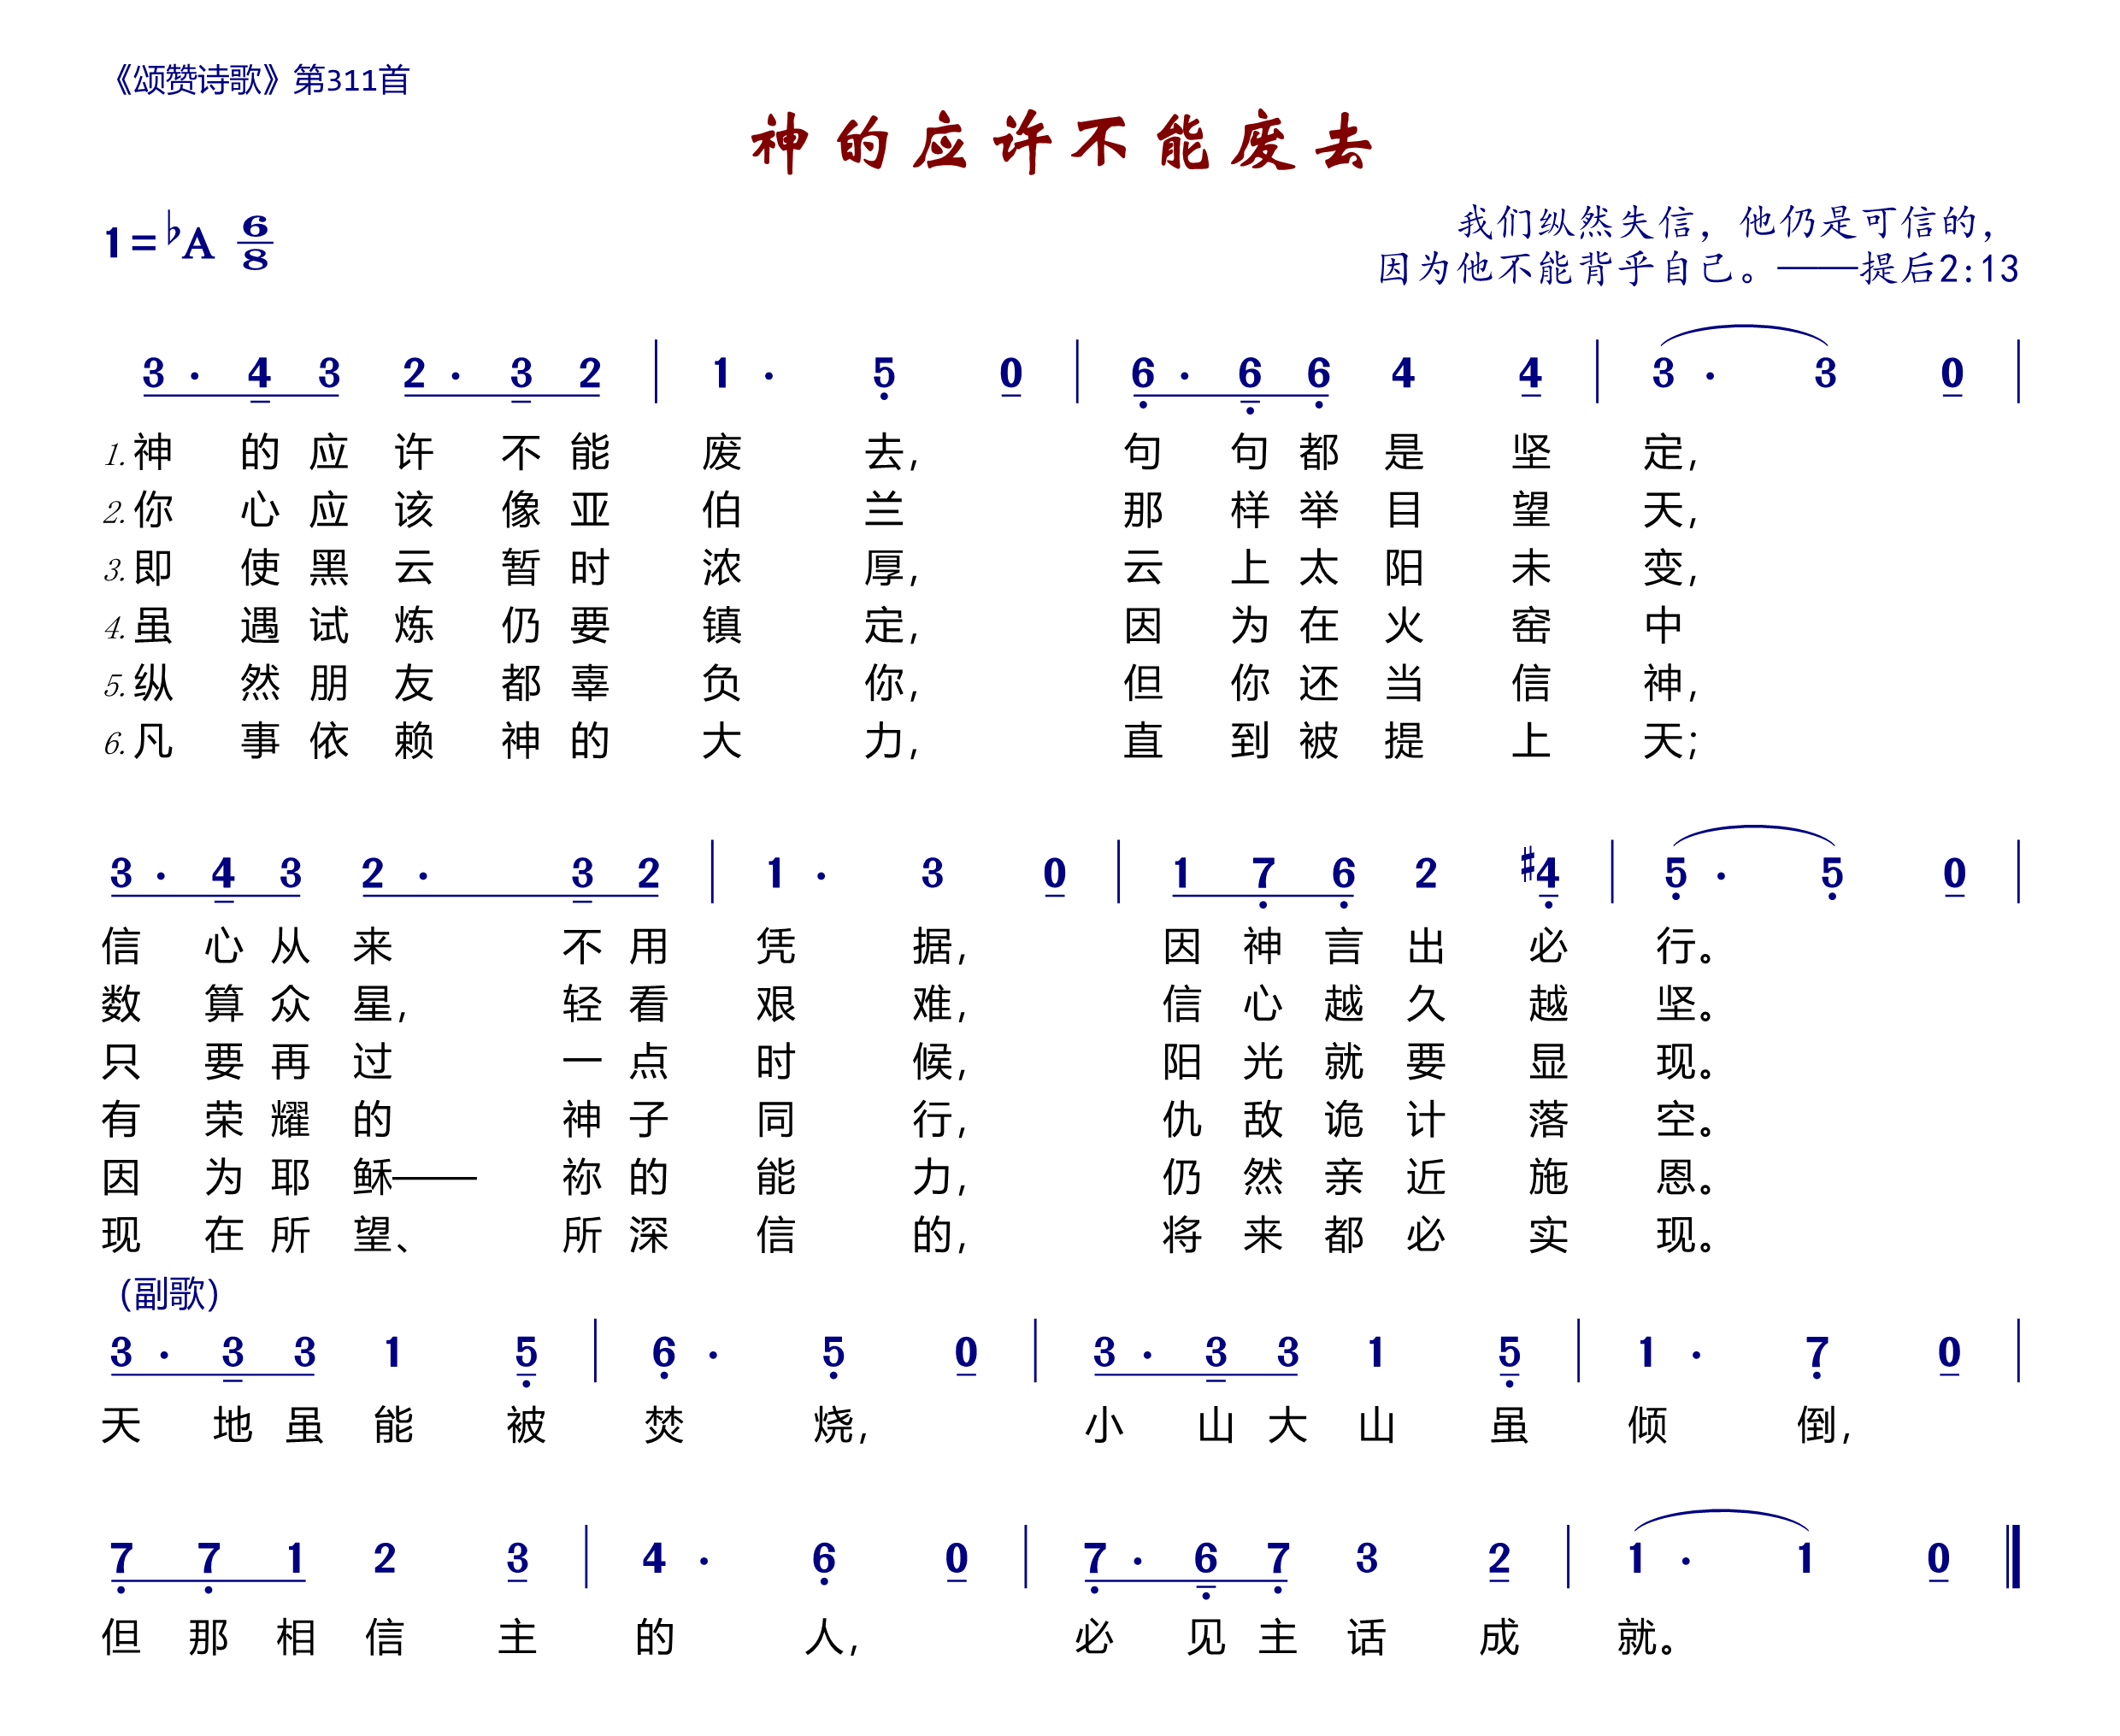 《颂赞诗歌》第311首
神的应许不能废去
1=♭A 6/8
我们纵然失信，他仍是可信的，
因为他不能背乎自己。——提后2:13
3· 4 3 2· 3 2 | 1· 5 0 | 6· 6 6 4 4 | 3· 3 0 |
1.神的应许不能废去，句句都是坚定，
2.你心应该像亚伯兰那样举目望天，
3.即使黑云暂时浓厚，云上太阳未变，
4.虽遇试炼仍要镇定，因为在火窑中
5.纵然朋友都辜负你，但你还当信神，
6.凡事依赖神的大力，直到被提上天；
3· 4 3 2· 3 2 | 1· 3 0 | 1 7 6 2 #4 | 5· 5 0 |
信心从来不用凭据，因神言出必行。
数算众星，轻看艰难，信心越久越坚。
只要再过一点时候，阳光就要显现。
有荣耀的神子同行，仇敌诡计落空。
因为耶稣——祢的能力，仍然亲近施恩。
现在所望、所深信的，将来都必实现。
（副歌）
3· 3 3 1 5 | 6· 5 0 | 3· 3 3 1 5 | 1· 7 0 |
天地虽能被焚烧，小山大山虽倾倒，
7 7 1 2 3 | 4· 6 0 | 7· 6 7 3 2 | 1· 1 0
但那相信主的人，必见主话成就。